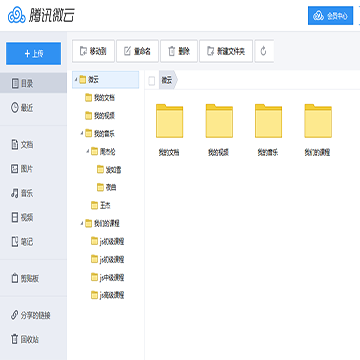 腾讯微云
会员中心
上传
移动到
重命名
删除
新建文件夹
目录
最近
文档
图片
音乐
视频
笔记
剪贴板
分享的链接
回收站
微云
我的文档
我的视频
我的音乐
周杰伦
发如雪
夜曲
王杰
我们的课程
js初级课程
js初级课程
js中级课程
js高级课程
微云
我的文档
我的视频
我的音乐
我们的课程